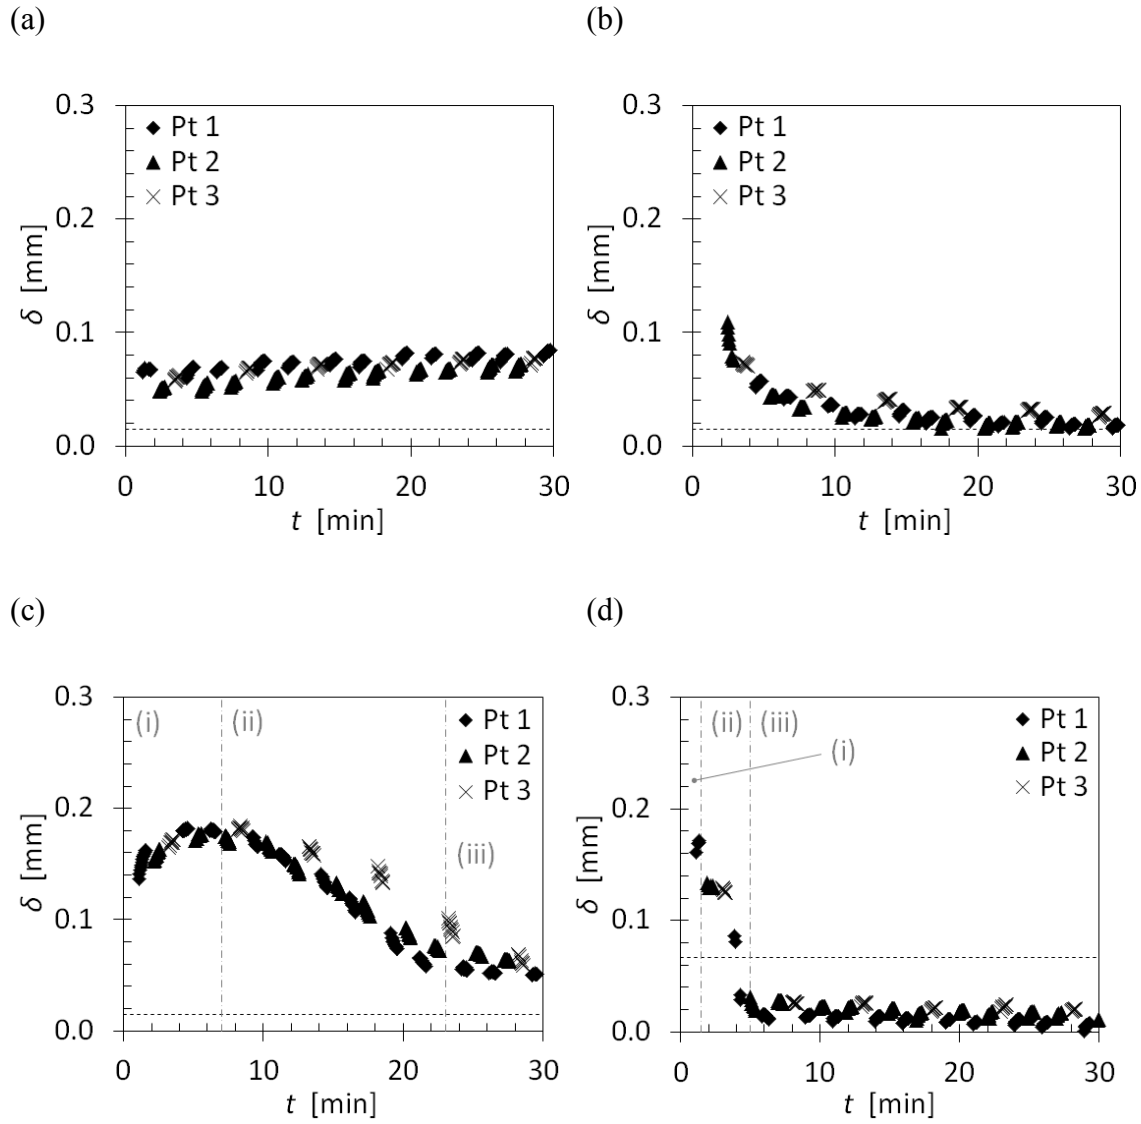 (a)
0.3
0.2
0.1
0.0
δ [mm]
Pt 1
Pt 2
Pt 3
0 10 20 30
t [min]
(b)
0.3
0.2
0.1
0.0
δ [mm]
Pt 1
Pt 2
Pt 3
0 10 20 30
t [min]
(c)
0.3
0.2
0.1
0.0
δ [mm]
(i) (ii)
(iii)
Pt 1
Pt 2
Pt 3
0 10 20 30
t [min]
(d)
0.3
0.2
0.1
0.0
δ [mm]
(ii) (iii)
(i)
Pt 1
Pt 2
Pt 3
0 10 20 30
t [min]